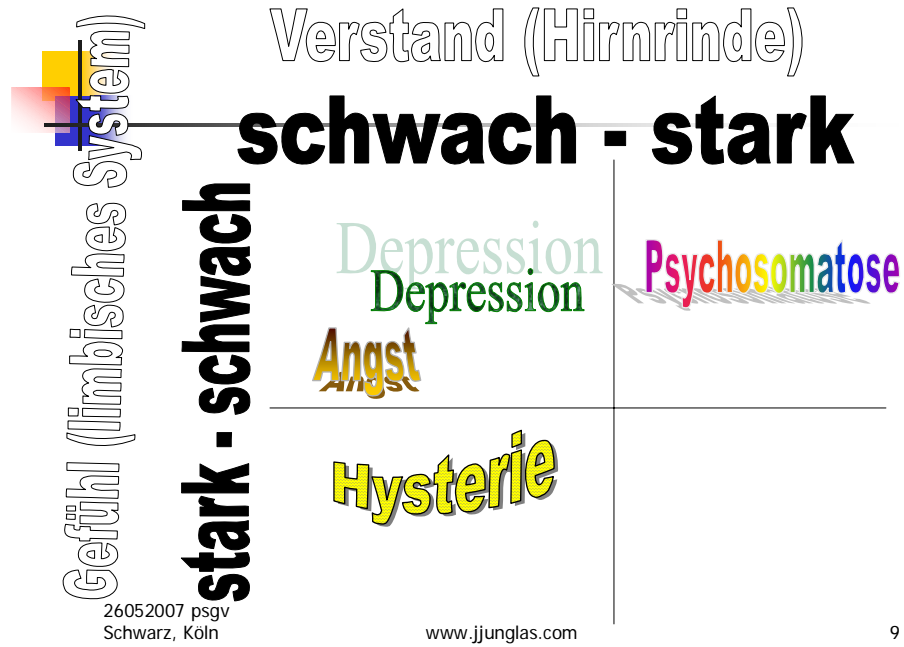 Verstand (Hirnrinde)
schwach - stark
Gefühl (limbisches System)
stark - schwach
Depression
Depression
Psychosomatose
Angst
Hysterie
26052007 psgv
Schwarz, Köln
www.jjunglas.com
9